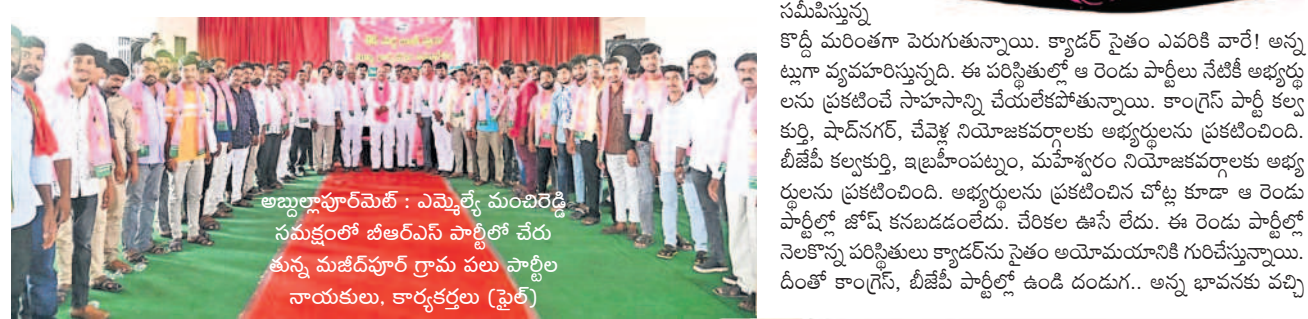 అబ్దుల్లాపూర్‌మెట్ : ఎమ్మెల్యే మంచిరెడ్డి
సమక్షంలో బీఆర్ఎస్ పార్టీలో చేరు
తున్న మజీద్‌పూర్ గ్రామ పలు పార్టీల
నాయకులు, కార్యకర్తలు (ఫైల్)
సమీపిస్తున్న
కొద్దీ మరింతగా పెరుగుతున్నాయి. క్యాడర్ సైతం ఎవరికి వారే! అన్న
ట్లుగా వ్యవహరిస్తున్నది. ఈ పరిస్థితుల్లో ఆ రెండు పార్టీలు నేటికీ అభ్యర్థు
లను ప్రకటించే సాహసాన్ని చేయలేకపోతున్నాయి. కాంగ్రెస్ పార్టీ కల్వ
కుర్తి, షాద్‌నగర్, చేవెళ్ల నియోజకవర్గాలకు అభ్యర్థులను ప్రకటించింది.
బీజేపీ కల్వకుర్తి, ఇబ్రహీంపట్నం, మహేశ్వరం నియోజకవర్గాలకు అభ్య
ర్థులను ప్రకటించింది. అభ్యర్థులను ప్రకటించిన చోట్ల కూడా ఆ రెండు
పార్టీల్లో జోష్ కనబడడంలేదు. చేరికల ఊసే లేదు. ఈ రెండు పార్టీల్లో
నెలకొన్న పరిస్థితులు క్యాడర్‌ను సైతం అయోమయానికి గురిచేస్తున్నాయి.
దీంతో కాంగ్రెస్, బీజేపీ పార్టీల్లో ఉండి దండుగ.. అన్న భావనకు వచ్చి